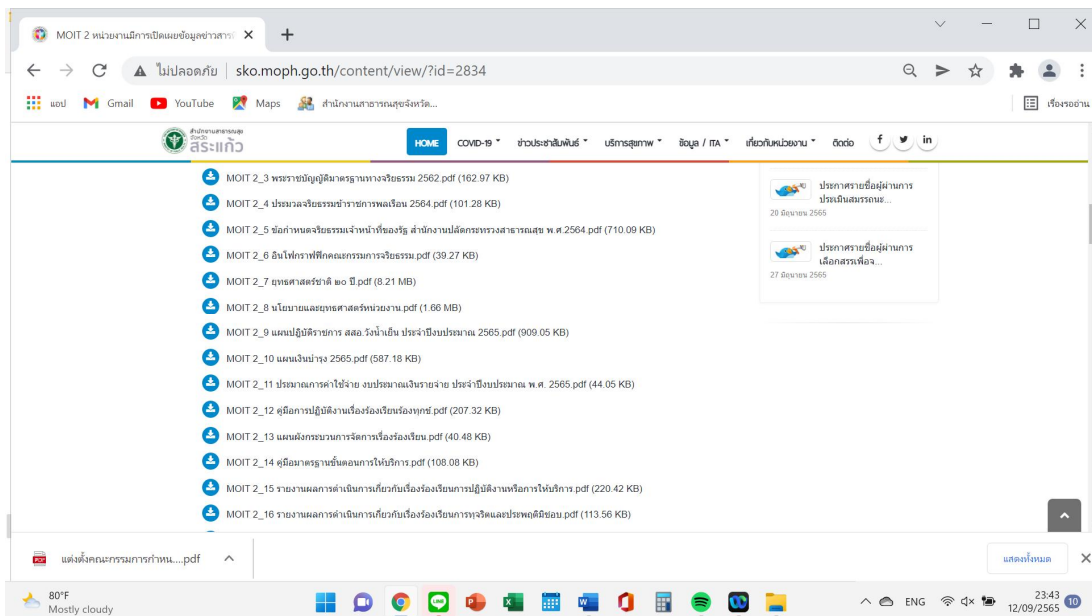 MOIT 2 หน่วยงานมีการเปิดเผยข้อมูลข่าวสาร
ไม่ปลอดภัย sko.moph.go.th/content/view/?id=2834
แอป Gmail YouTube Maps สำนักงานสาธารณสุขจังหวัด... เรื่องรออ่าน
สำนักงานสาธารณสุข
จังหวัด
สระแก้ว
HOME COVID-19 ข่าวประชาสัมพันธ์ บริการสุขภาพ ข้อมูล / ITA เกี่ยวกับหน่วยงาน ติดต่อ
MOIT 2_3 พระราชบัญญัติมาตรฐานทางจริยธรรม 2562.pdf (162.97 KB)
MOIT 2_4 ประมวลจริยธรรมข้าราชการพลเรือน 2564.pdf (101.28 KB)
MOIT 2_5 ข้อกำหนดจริยธรรมเจ้าหน้าที่ของรัฐ สำนักงานปลัดกระทรวงสาธารณสุข พ.ศ.2564.pdf (710.09 KB)
MOIT 2_6 อินโฟกราฟฟิคคณะกรรมการจริยธรรม.pdf (39.27 KB)
MOIT 2_7 ยุทธศาสตร์ชาติ ๒๐ ปี.pdf (8.21 MB)
MOIT 2_8 นโยบายและยุทธศาสตร์หน่วยงาน.pdf (1.66 MB)
MOIT 2_9 แผนปฏิบัติราชการ สสอ.วังน้ำเย็น ประจำปีงบประมาณ 2565.pdf (909.05 KB)
MOIT 2_10 แผนเงินบำรุง 2565.pdf (587.18 KB)
MOIT 2_11 ประมาณการค่าใช้จ่าย งบประมาณเงินรายจ่าย ประจำปีงบประมาณ พ.ศ. 2565.pdf (44.05 KB)
MOIT 2_12 คู่มือการปฏิบัติงานเรื่องร้องเรียนร้องทุกข์.pdf (207.32 KB)
MOIT 2_13 แผนผังกระบวนการจัดการเรื่องร้องเรียน.pdf (40.48 KB)
MOIT 2_14 คู่มือมาตรฐานขั้นตอนการให้บริการ.pdf (108.08 KB)
MOIT 2_15 รายงานผลการดำเนินการเกี่ยวกับเรื่องร้องเรียนการปฏิบัติงานหรือการให้บริการ.pdf (220.42 KB)
MOIT 2_16 รายงานผลการดำเนินการเกี่ยวกับเรื่องร้องเรียนการทุจริตและประพฤติมิชอบ.pdf (113.56 KB)
ประกาศรายชื่อผู้ผ่านการ
ประเมินสมรรถนะ...
20 มิถุนายน 2565
ประกาศรายชื่อผู้ผ่านการ
เลือกสรรเพื่อจ...
27 มิถุนายน 2565
แต่งตั้งคณะกรรมการกำหน....pdf
แสดงทั้งหมด
80°F
Mostly cloudy
ENG
23:43
12/09/2565
10